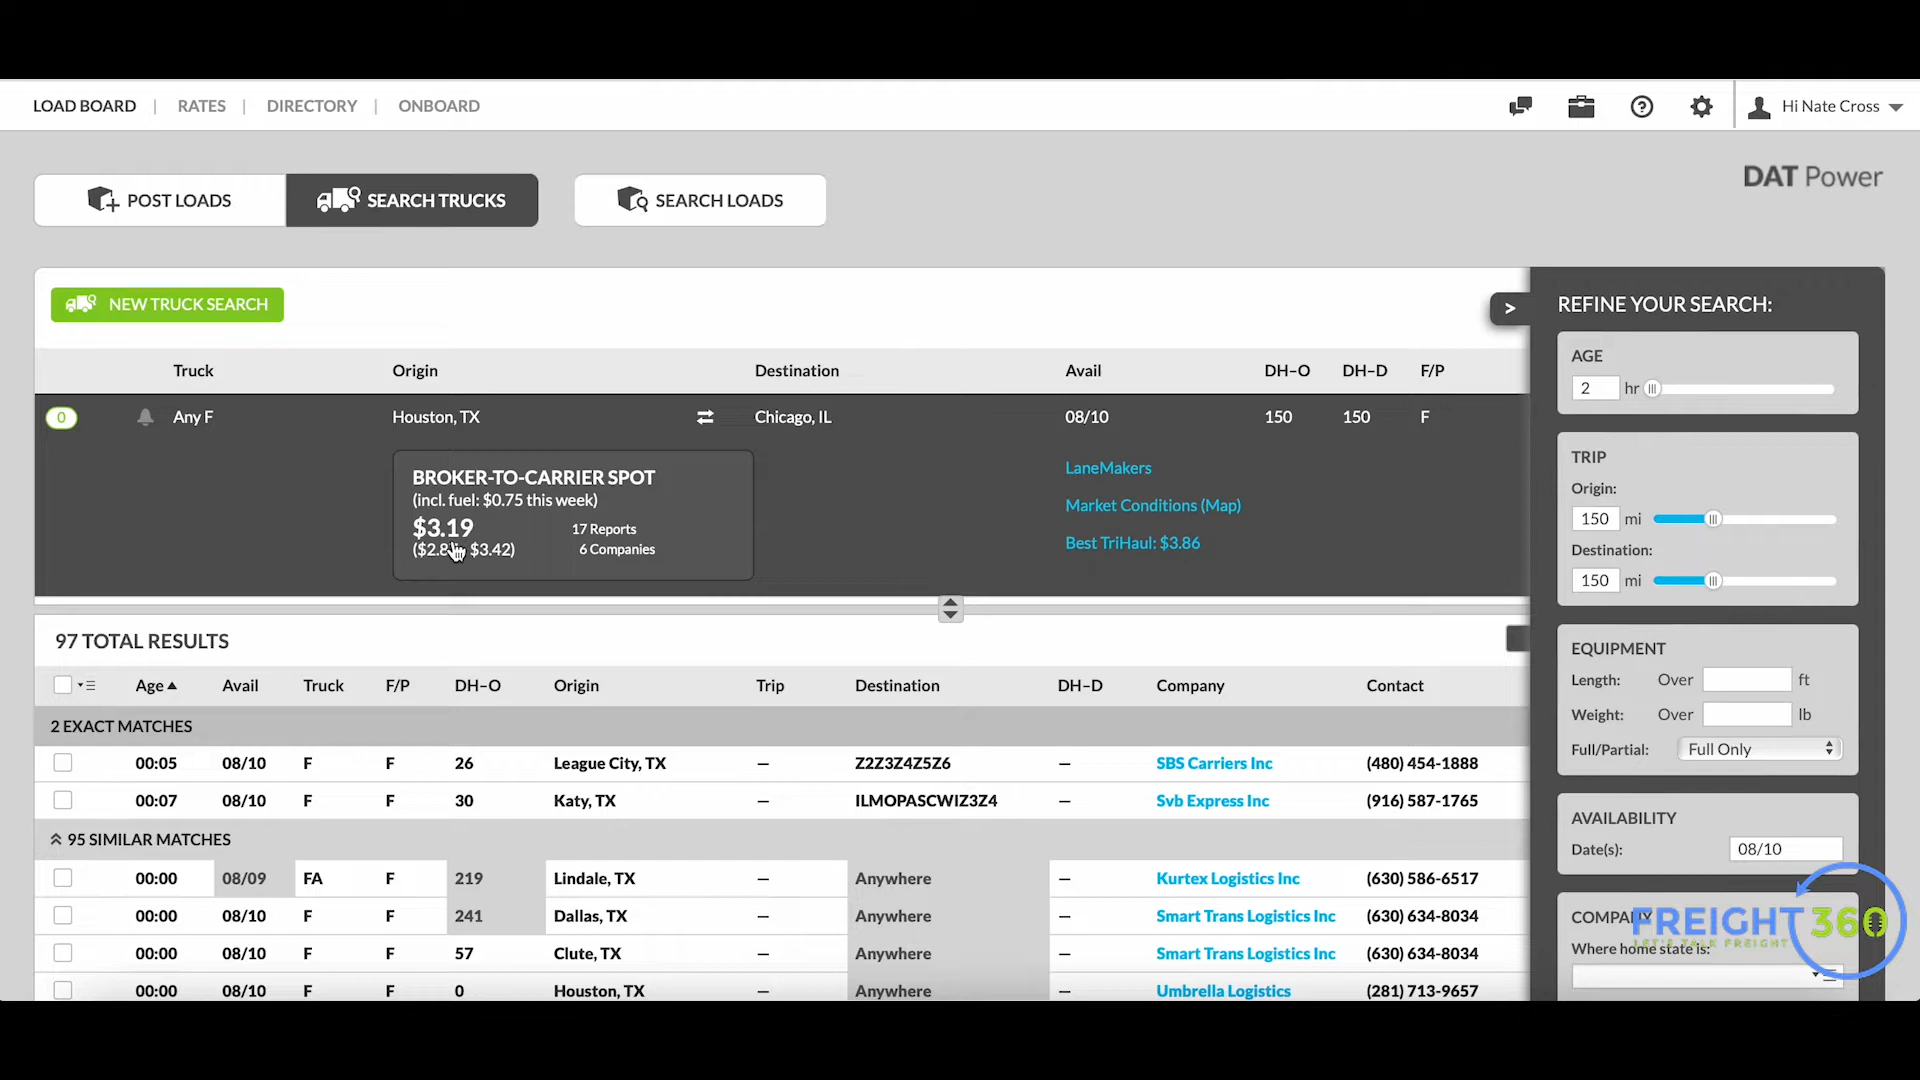 LOAD BOARD | RATES | DIRECTORY | ONBOARD
Hi Nate Cross
DAT Power
POST LOADS
SEARCH TRUCKS
SEARCH LOADS
NEW TRUCK SEARCH
Truck Origin Destination Avail DH-O DH-D F/P
0 Any F Houston, TX Chicago, IL 08/10 150 150 F
BROKER-TO-CARRIER SPOT
(incl. fuel: $0.75 this week)
$3.19 17 Reports
$3.42) 6 Companies
LaneMakers
Market Conditions (Map)
Best TriHaul: $3.86
97 TOTAL RESULTS
Age Avail Truck F/P DH-O Origin Trip Destination DH-D Company Contact
2 EXACT MATCHES
00:05 08/10 F F 26 League City, TX – Z2Z3Z4Z5Z6 – SBS Carriers Inc (480) 454-1888
00:07 08/10 F F 30 Katy, TX – ILMOPASCWIZ3Z4 – Svb Express Inc (916) 587-1765
95 SIMILAR MATCHES
00:00 08/09 FA F 219 Lindale, TX – Anywhere – Kurtex Logistics Inc (630) 586-6517
00:00 08/10 F F 241 Dallas, TX – Anywhere – Smart Trans Logistics Inc (630) 634-8034
00:00 08/10 F F 57 Clute, TX – Anywhere – Smart Trans Logistics Inc (630) 634-8034
00:00 08/10 F F 0 Houston, TX – Anywhere – Umbrella Logistics (281) 713-9657
> REFINE YOUR SEARCH:
AGE
2 hr
TRIP
Origin:
150 mi
Destination:
150 mi
EQUIPMENT
Length: Over ft
Weight: Over lb
Full/Partial: Full Only
AVAILABILITY
Date(s): 08/10
COMPANY
FREIGHT 360
LET'S TALK FREIGHT
Where home state is: